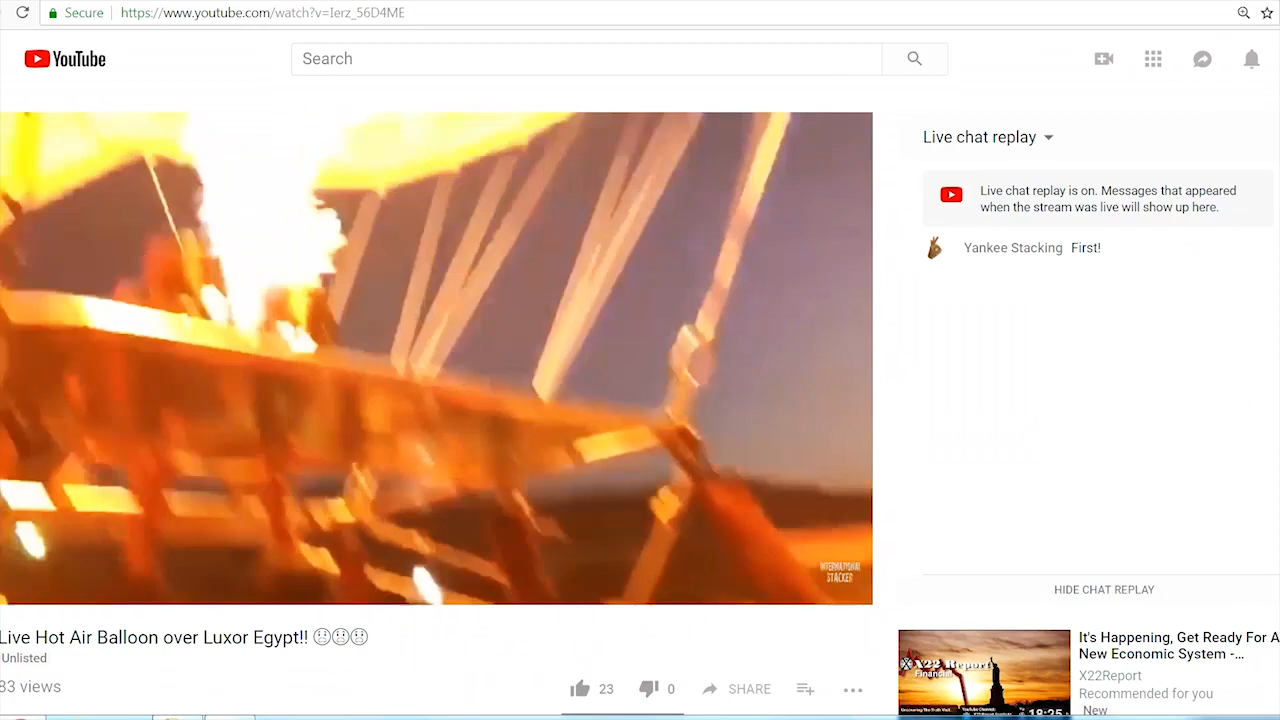 Secure https://www.youtube.com/watch?v=Ierz_56D4ME
YouTube
Search
Live chat replay
Live chat replay is on. Messages that appeared
when the stream was live will show up here.
Yankee Stacking First!
INTERNATIONAL
STACKER
HIDE CHAT REPLAY
Live Hot Air Balloon over Luxor Egypt!!
Unlisted
83 views
23
0
SHARE
X22 Report
Financial
18:25
It's Happening, Get Ready For A
New Economic System -...
X22Report
Recommended for you
New